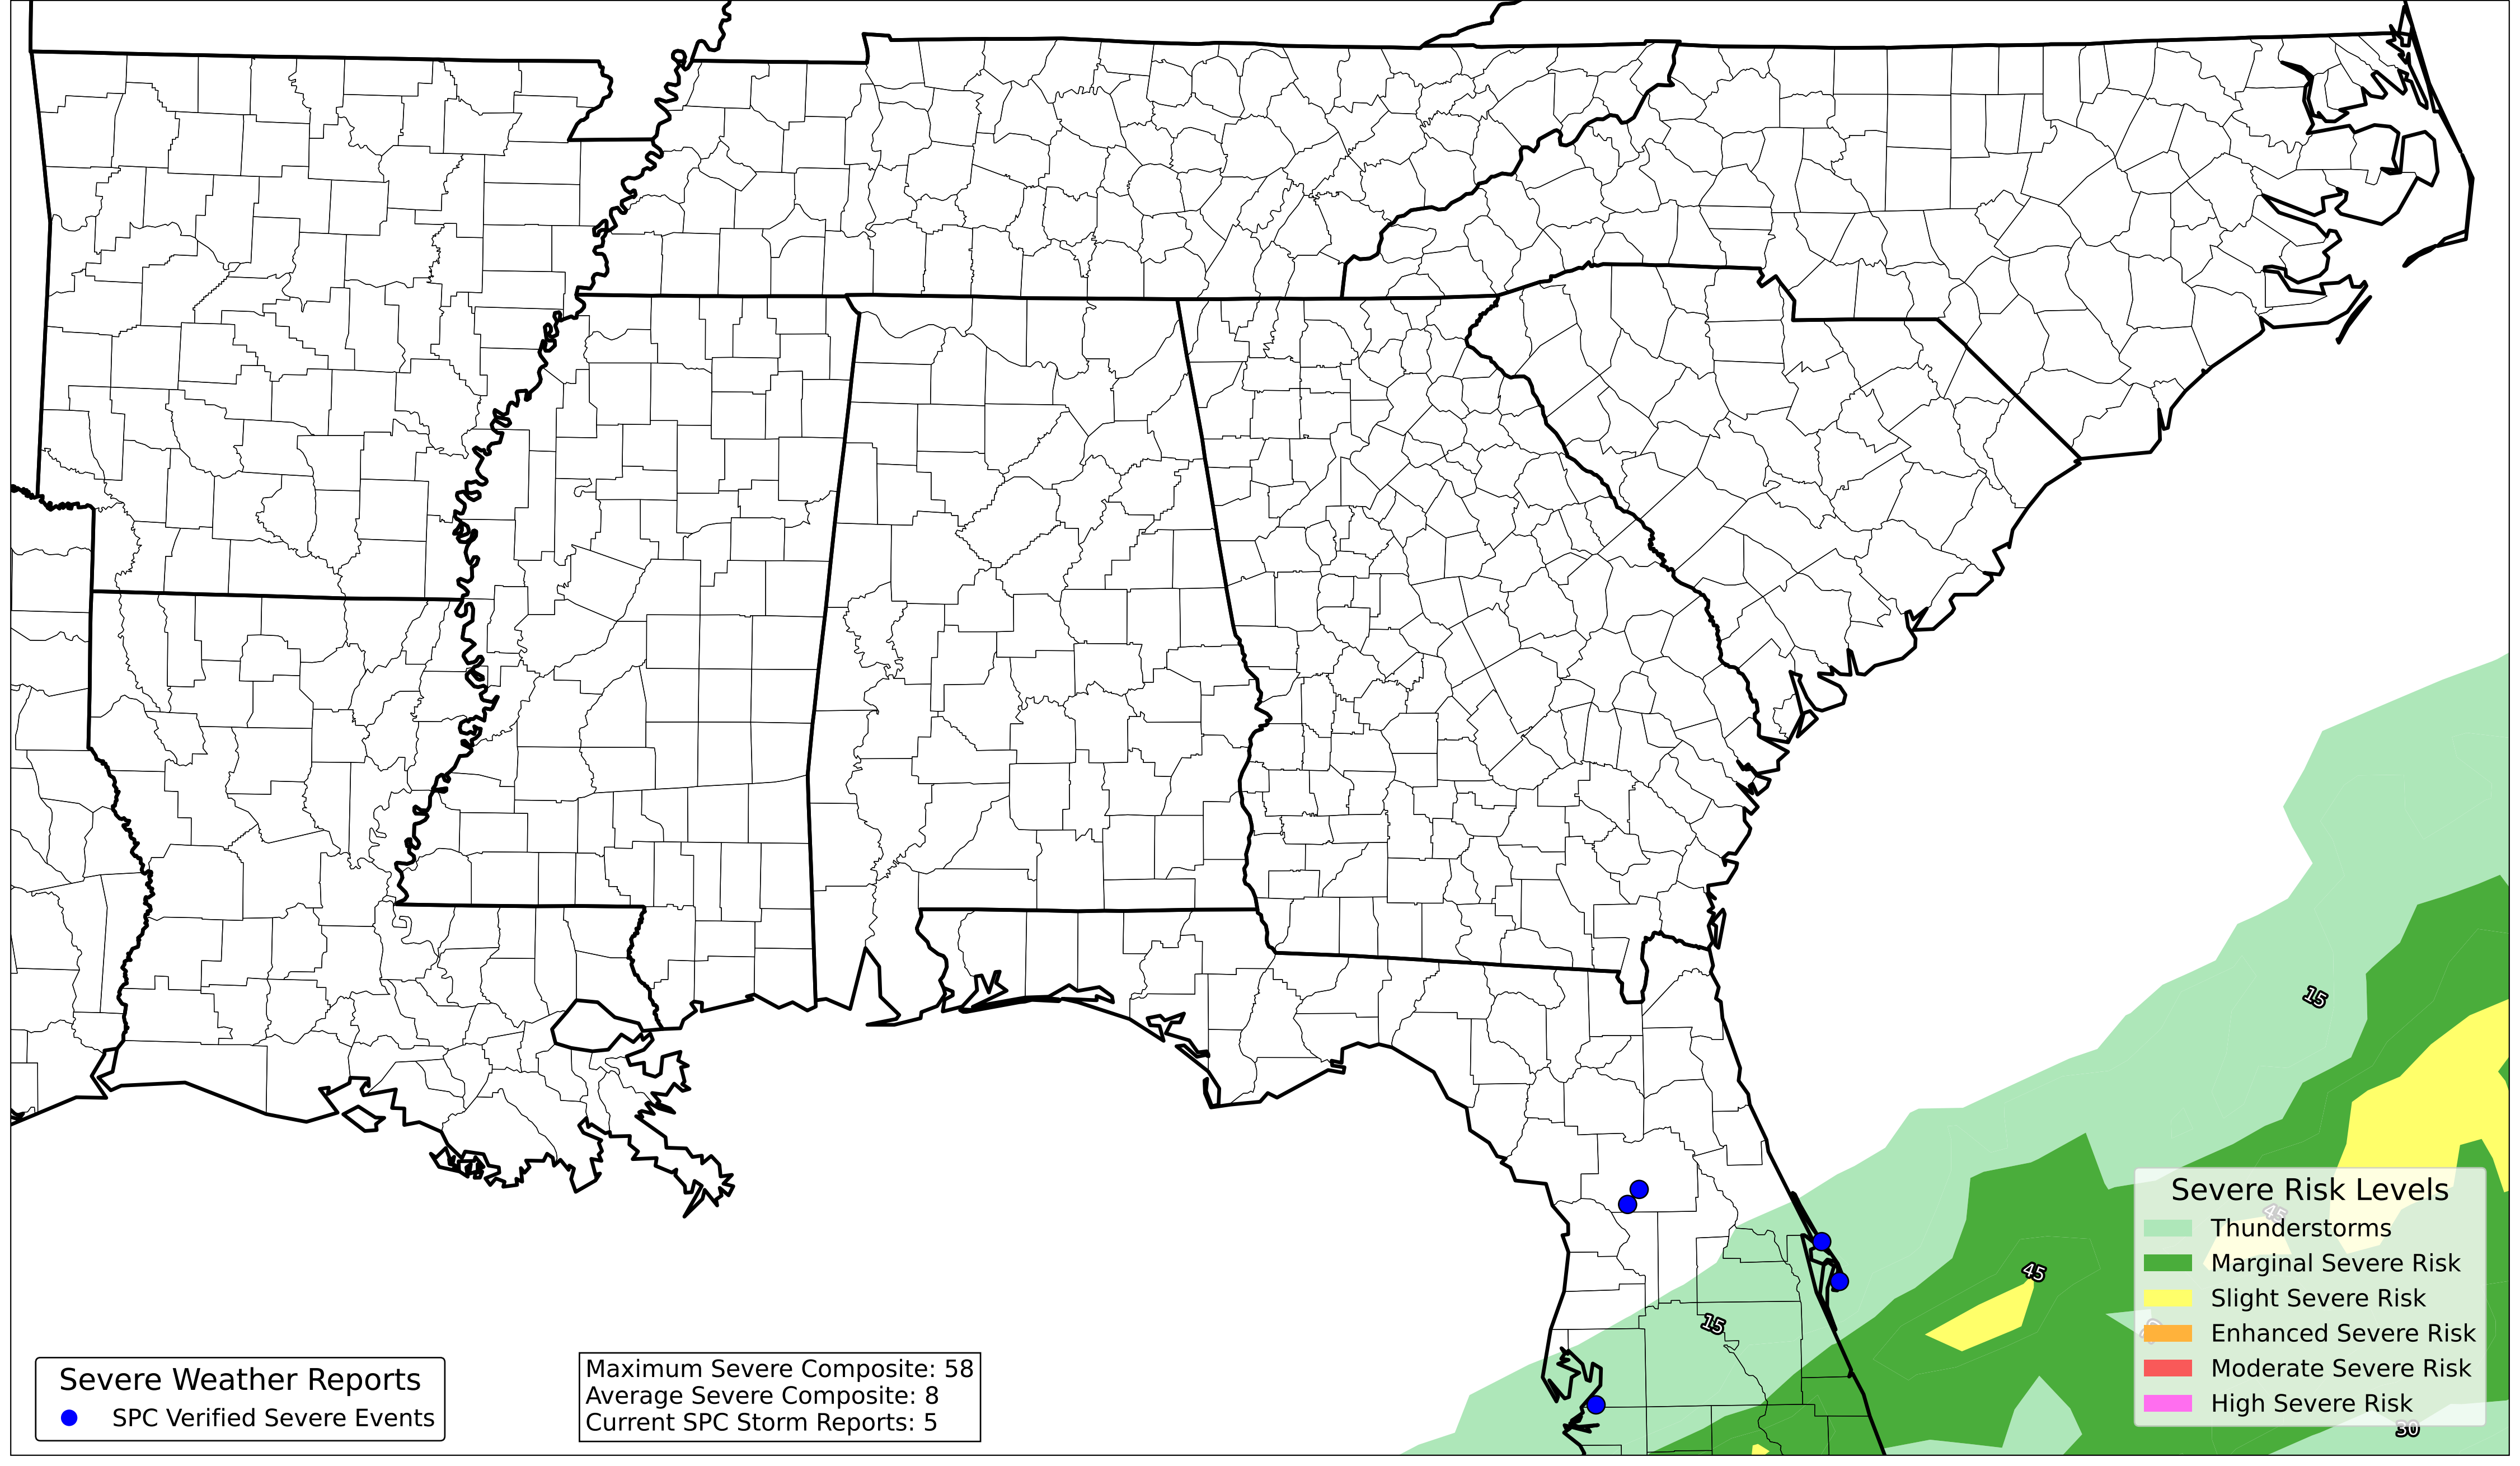 15
45
45
15
30
Severe Risk Levels
Thunderstorms
Marginal Severe Risk
Slight Severe Risk
Enhanced Severe Risk
Moderate Severe Risk
High Severe Risk
Severe Weather Reports
SPC Verified Severe Events
Maximum Severe Composite: 58
Average Severe Composite: 8
Current SPC Storm Reports: 5